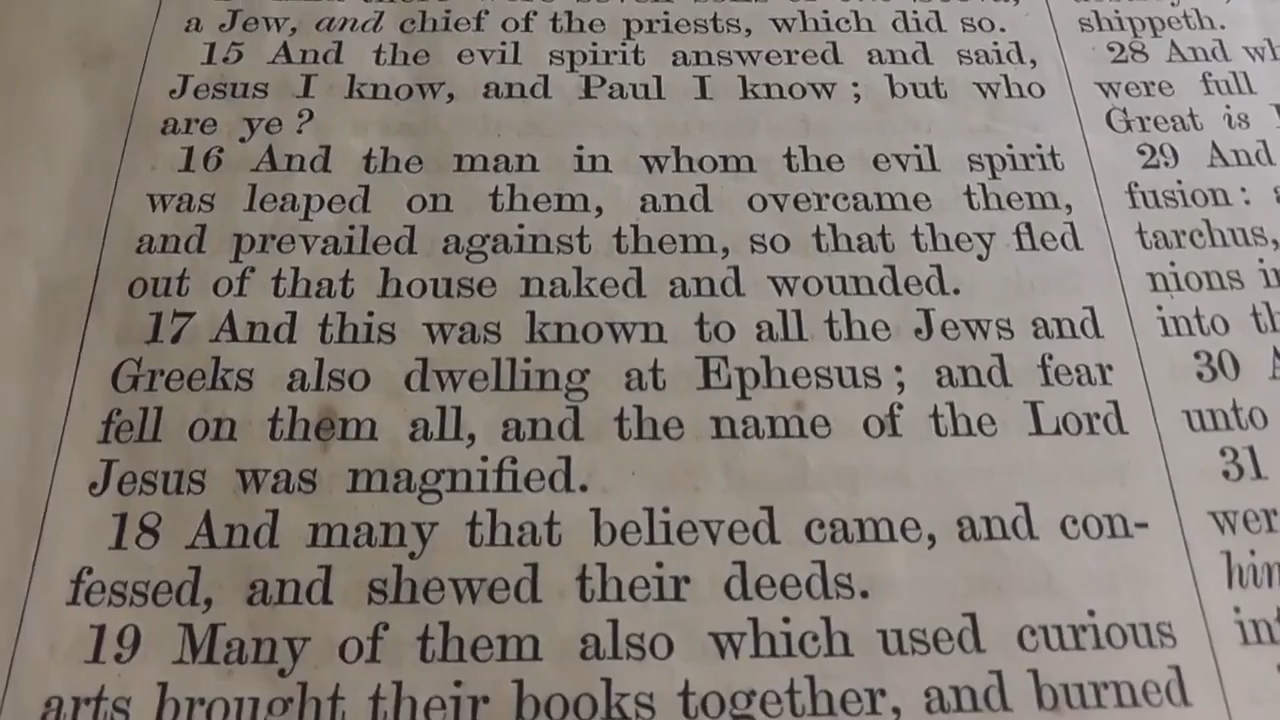 a Jew, and chief of the priests, which did so.
15 And the evil spirit answered and said,
Jesus I know, and Paul I know ; but who
are ye ?
16 And the man in whom the evil spirit
was leaped on them, and overcame them,
and prevailed against them, so that they fled
out of that house naked and wounded.
17 And this was known to all the Jews and
Greeks also dwelling at Ephesus ; and fear
fell on them all, and the name of the Lord
Jesus was magnified.
18 And many that believed came, and con-
fessed, and shewed their deeds.
19 Many of them also which used curious
arts brought their books together, and burned
shippeth.
28 And
were full
Great is
29 And
fusion :
tarchus,
nions
into
30
unto
31